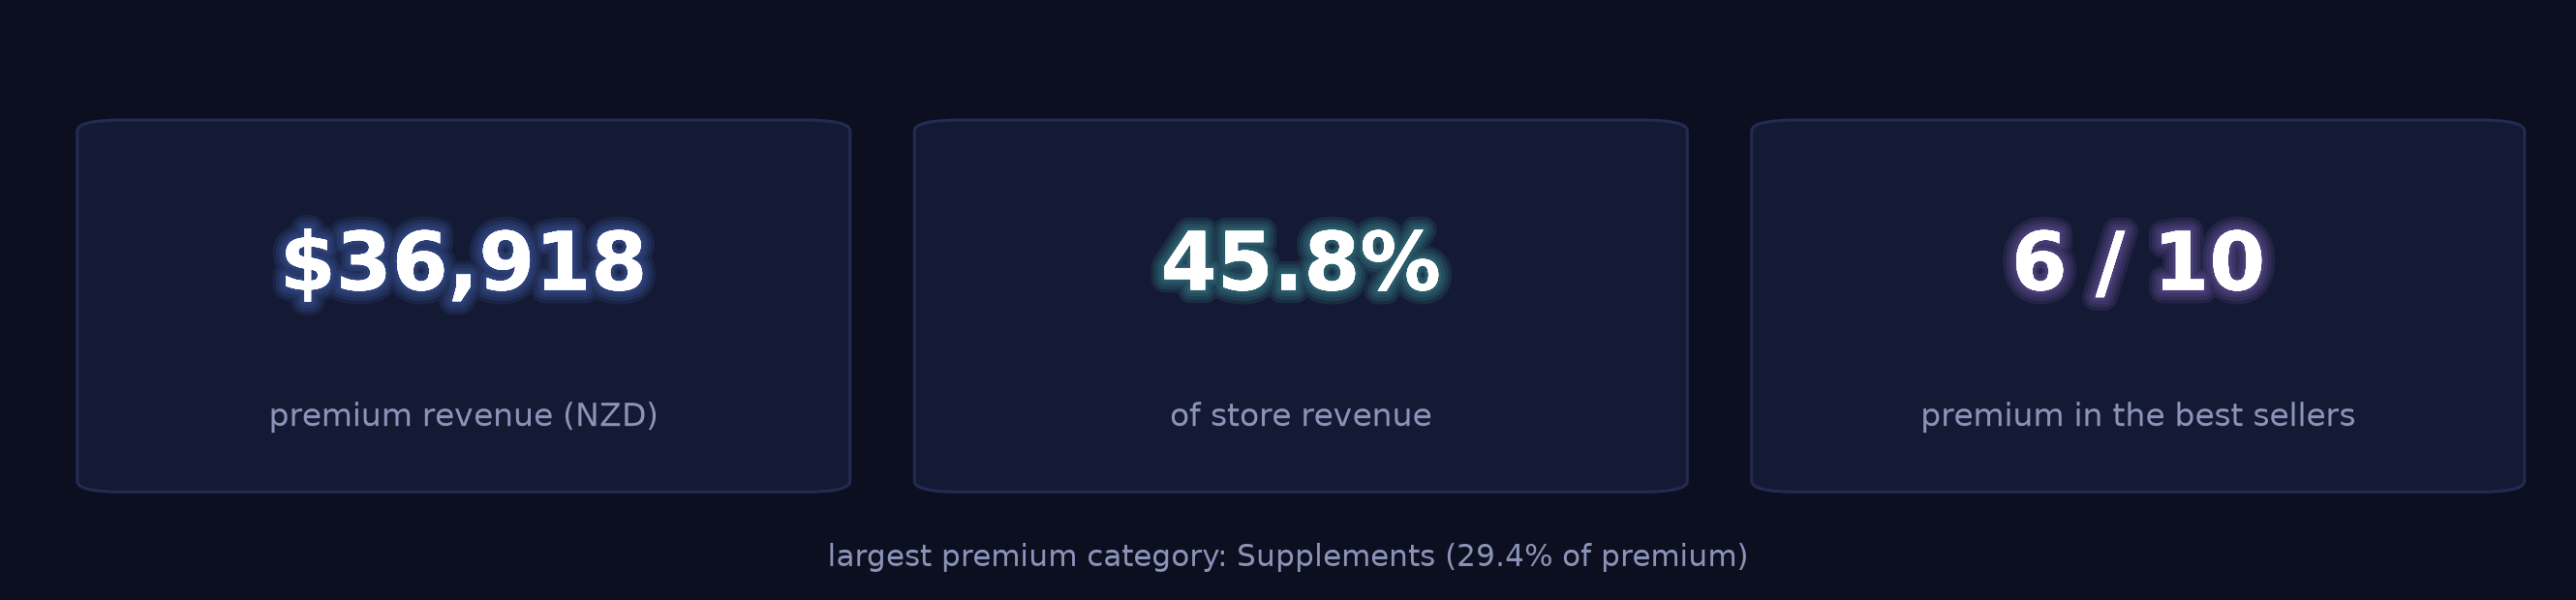 $36,918
premium revenue (NZD)
45.8%
of store revenue
6 / 10
premium in the best sellers
largest premium category: Supplements (29.4% of premium)